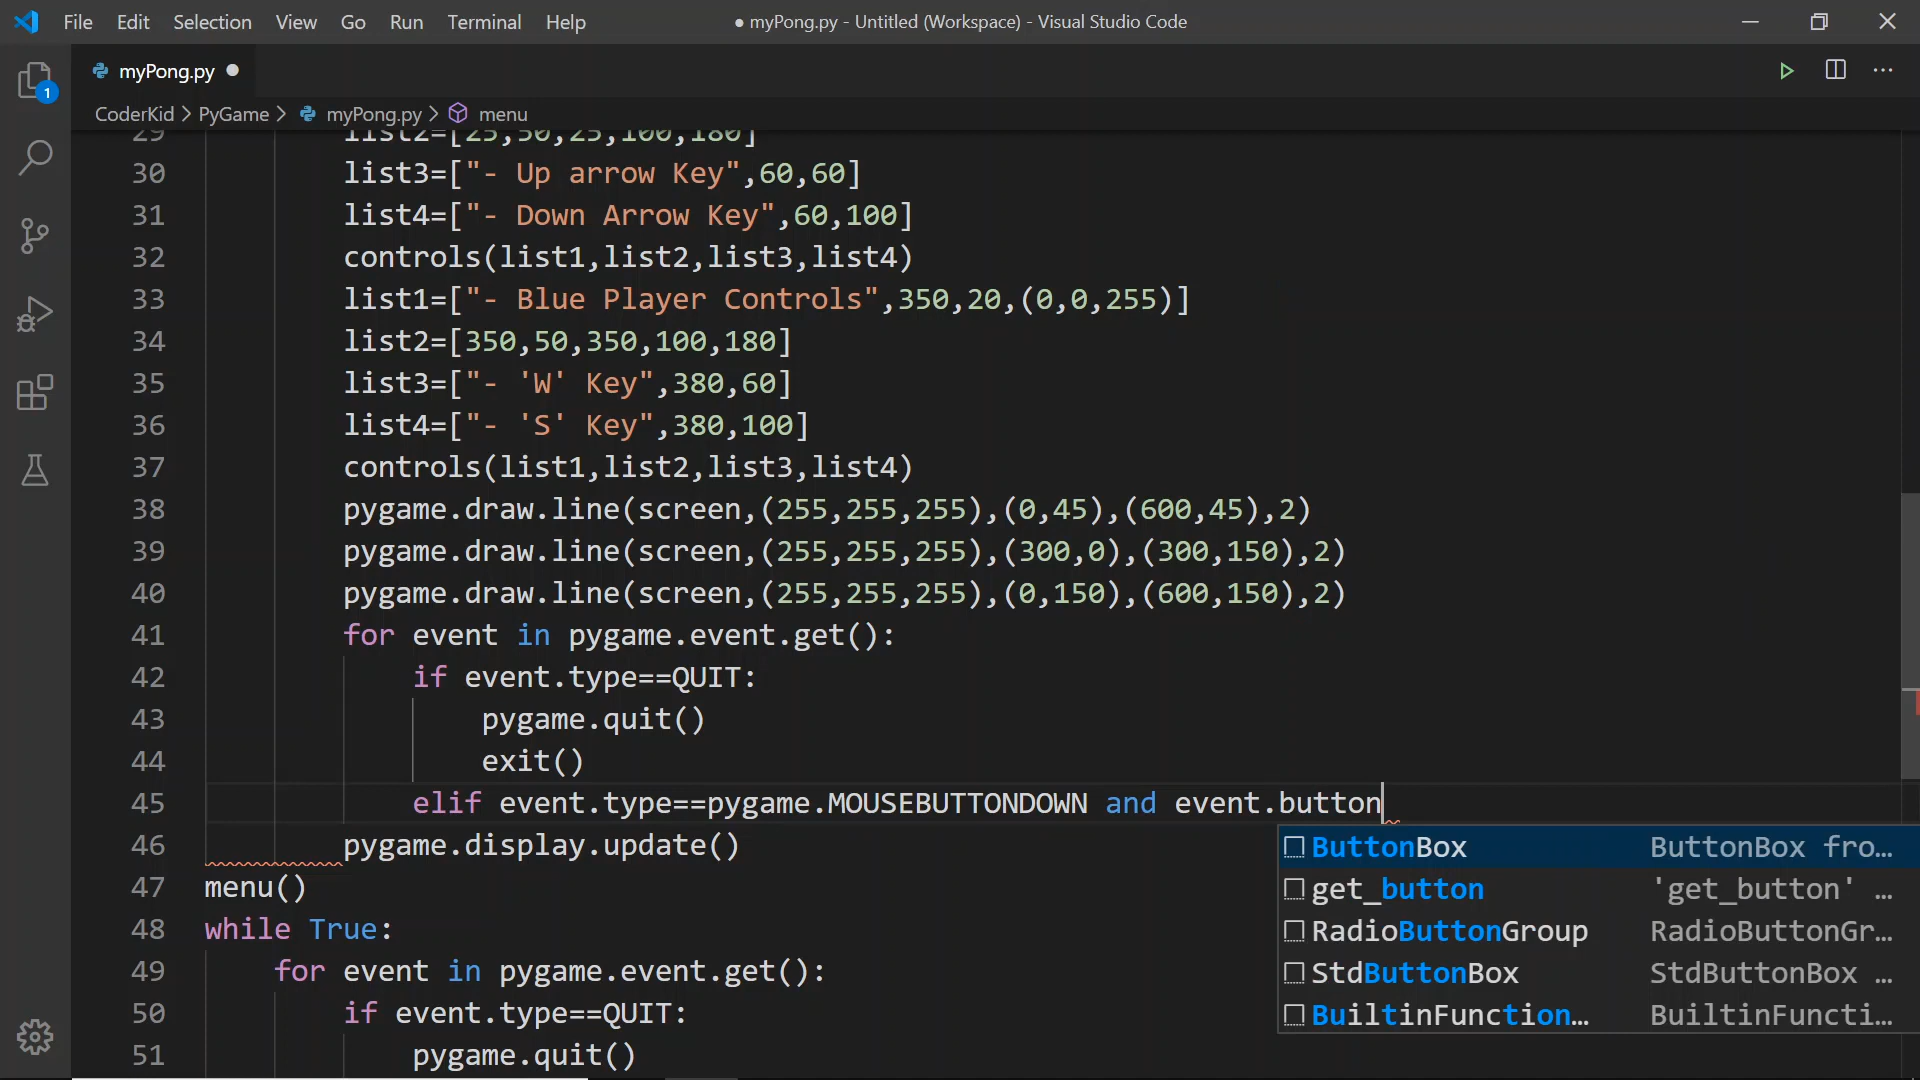 File Edit Selection View Go Run Terminal Help ● myPong.py - Untitled (Workspace) - Visual Studio Code
myPong.py
1
CoderKid > PyGame > myPong.py > menu
29 list2=[25,50,25,100,180]
30 list3=["- Up arrow Key",60,60]
31 list4=["- Down Arrow Key",60,100]
32 controls(list1,list2,list3,list4)
33 list1=["- Blue Player Controls",350,20,(0,0,255)]
34 list2=[350,50,350,100,180]
35 list3=["- 'W' Key",380,60]
36 list4=["- 'S' Key",380,100]
37 controls(list1,list2,list3,list4)
38 pygame.draw.line(screen,(255,255,255),(0,45),(600,45),2)
39 pygame.draw.line(screen,(255,255,255),(300,0),(300,150),2)
40 pygame.draw.line(screen,(255,255,255),(0,150),(600,150),2)
41 for event in pygame.event.get():
42 if event.type==QUIT:
43 pygame.quit()
44 exit()
45 elif event.type==pygame.MOUSEBUTTONDOWN and event.button
46 pygame.display.update()
ButtonBox ButtonBox fro…
47 menu()
get_button 'get_button' …
48 while True:
RadioButtonGroup RadioButtonGr…
49 for event in pygame.event.get():
StdButtonBox StdButtonBox …
50 if event.type==QUIT:
BuiltinFunction… BuiltinFuncti…
51 pygame.quit()